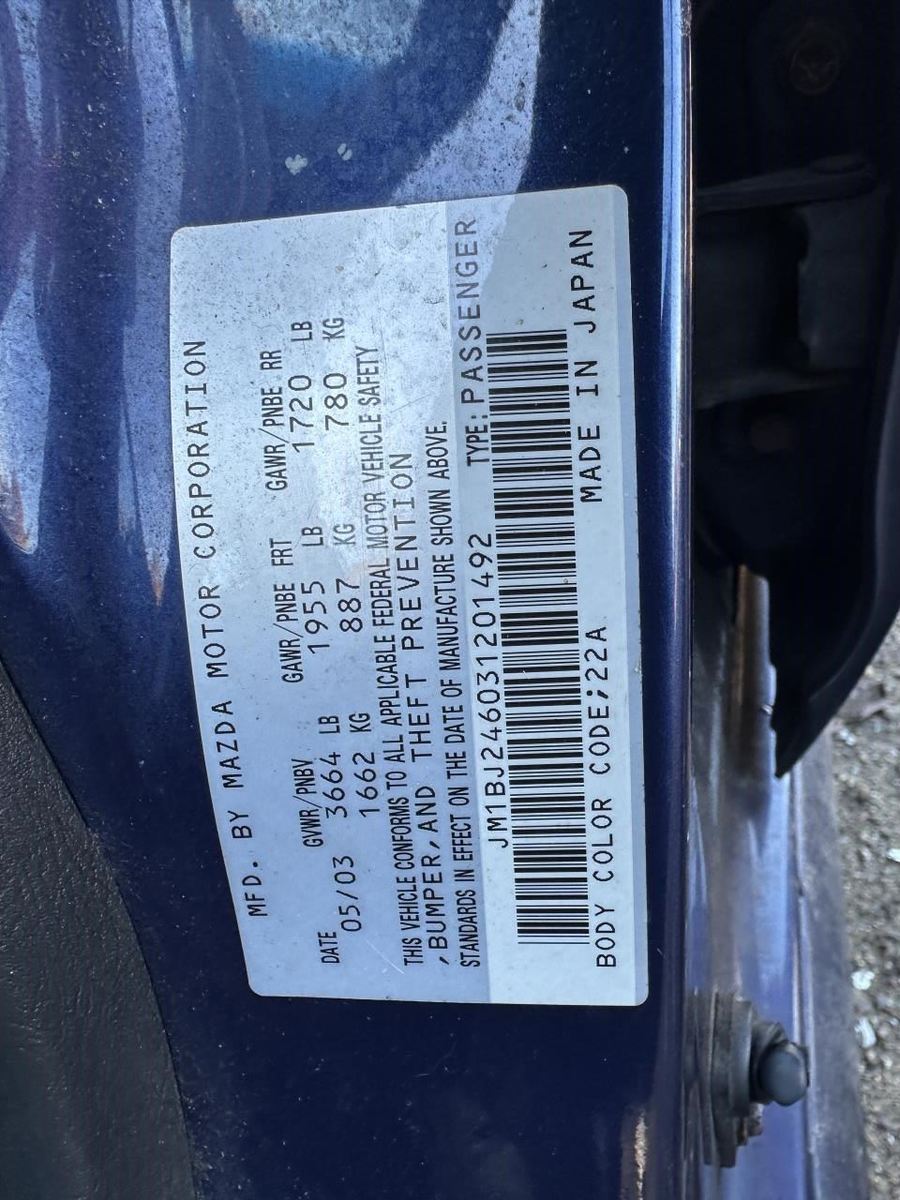 MFD. BY MAZDA MOTOR CORPORATION
DATE GVWR/PNBV GAWR/PNBE FRT GAWR/PNBE RR
05/03 3664 LB 1955 LB 1720 LB
1662 KG 887 KG 780 KG
THIS VEHICLE CONFORMS TO ALL APPLICABLE FEDERAL MOTOR VEHICLE SAFETY
,BUMPER,AND THEFT PREVENTION
STANDARDS IN EFFECT ON THE DATE OF MANUFACTURE SHOWN ABOVE.
JM1BJ246031201492 TYPE:PASSENGER
BODY COLOR CODE;22A MADE IN JAPAN